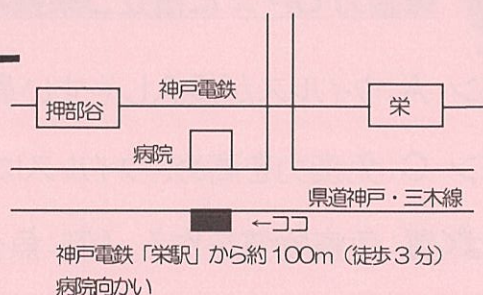 神戸電鉄
押部谷
栄
病院
県道神戸・三木線
←ココ
神戸電鉄「栄駅」から約100m（徒歩3分）
病院向かい